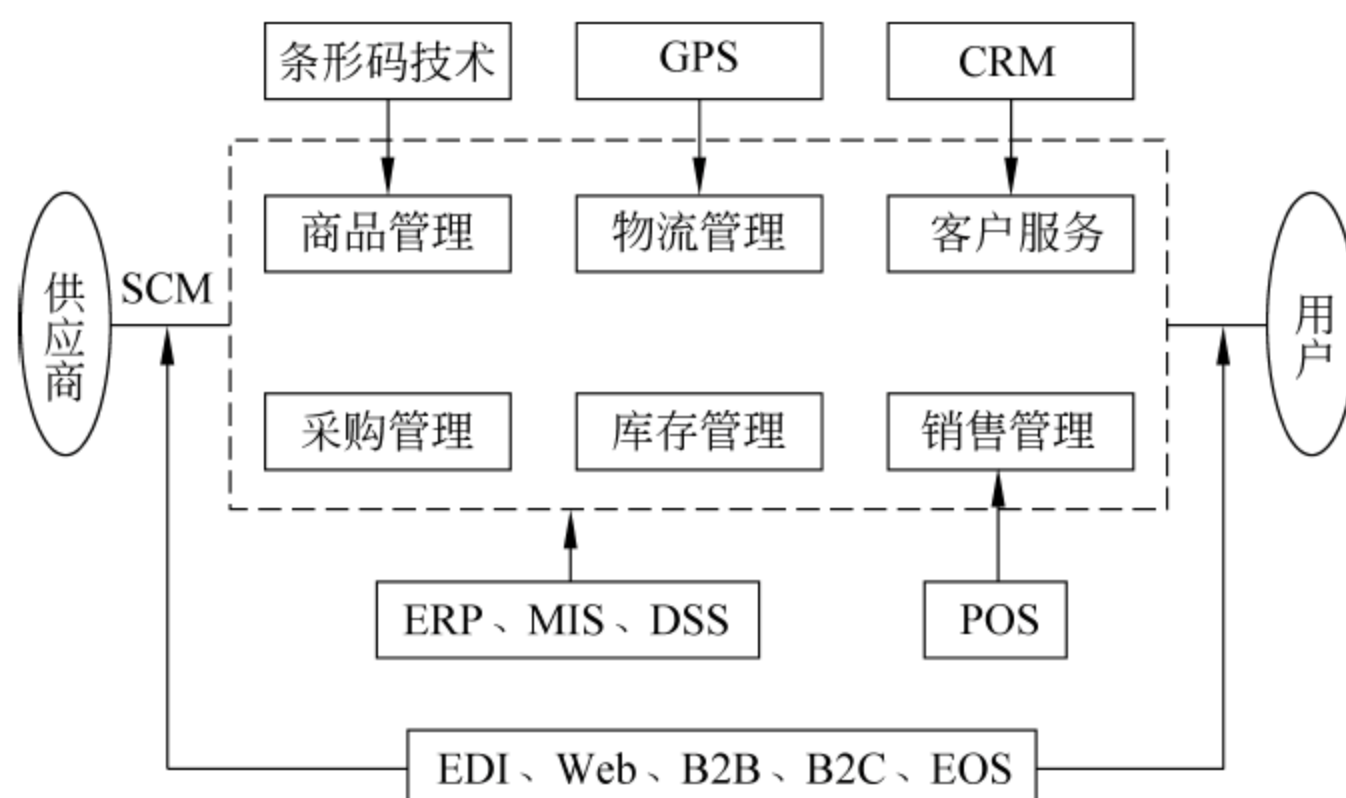 条形码技术
GPS
CRM
商品管理
物流管理
客户服务
供应商
SCM
用户
采购管理
库存管理
销售管理
ERP、MIS、DSS
POS
EDI、Web、B2B、B2C、EOS